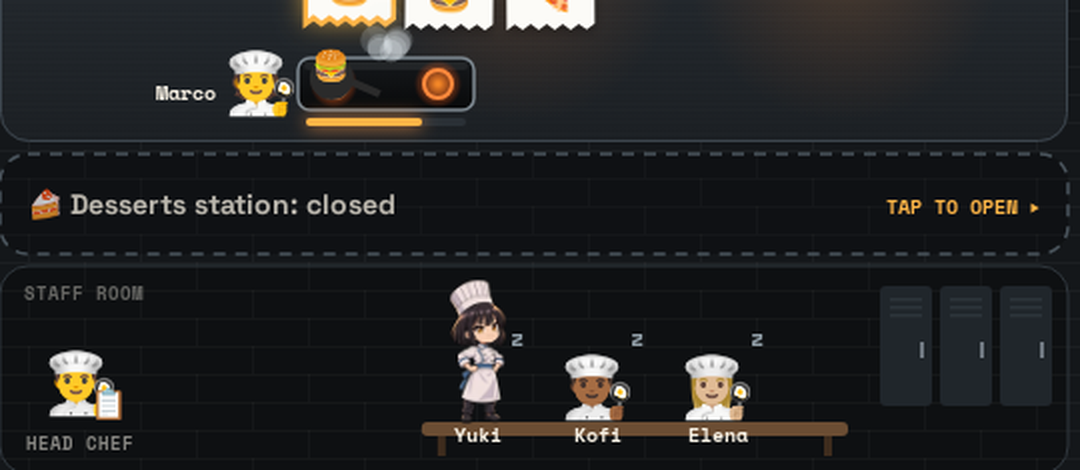 Marco
Desserts station: closed
TAP TO OPEN ▸
STAFF ROOM
z z z
HEAD CHEF
Yuki Kofi Elena